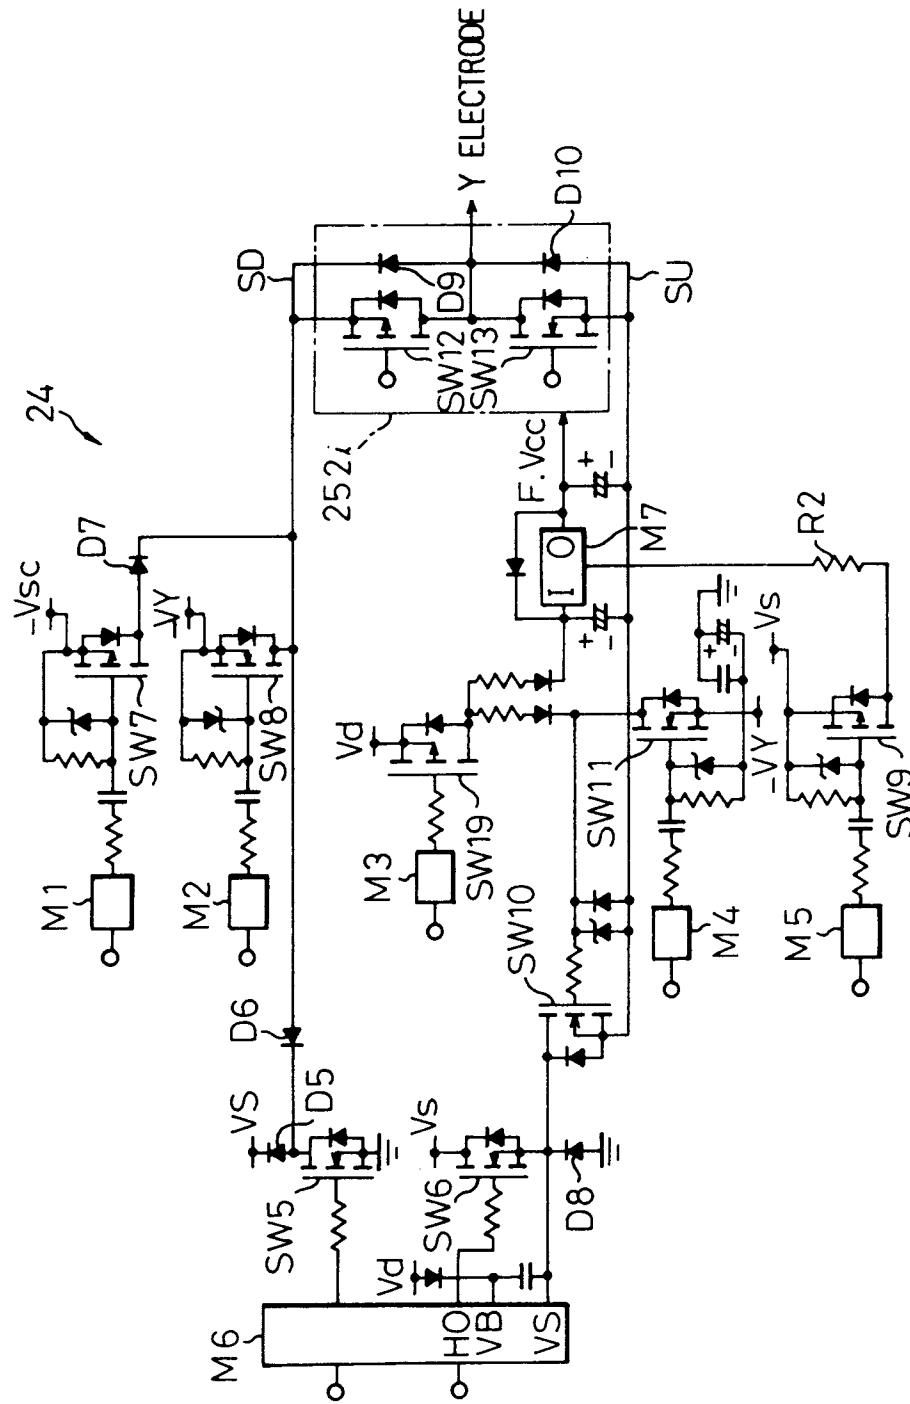 24
M1
-Vsc
D7
SW7
M2
-VY
SW8
SD
D9
SW12
SW13
D10
SU
Y ELECTRODE
252i
F.Vcc
I
O
M7
R2
M3
Vd
SW19
SW11
-VY
M4
Vs
M5
SW9
SW10
D6
VS
D5
SW5
Vs
SW6
D8
Vd
M6
HO
VB
VS
+
-
+
-
+
-